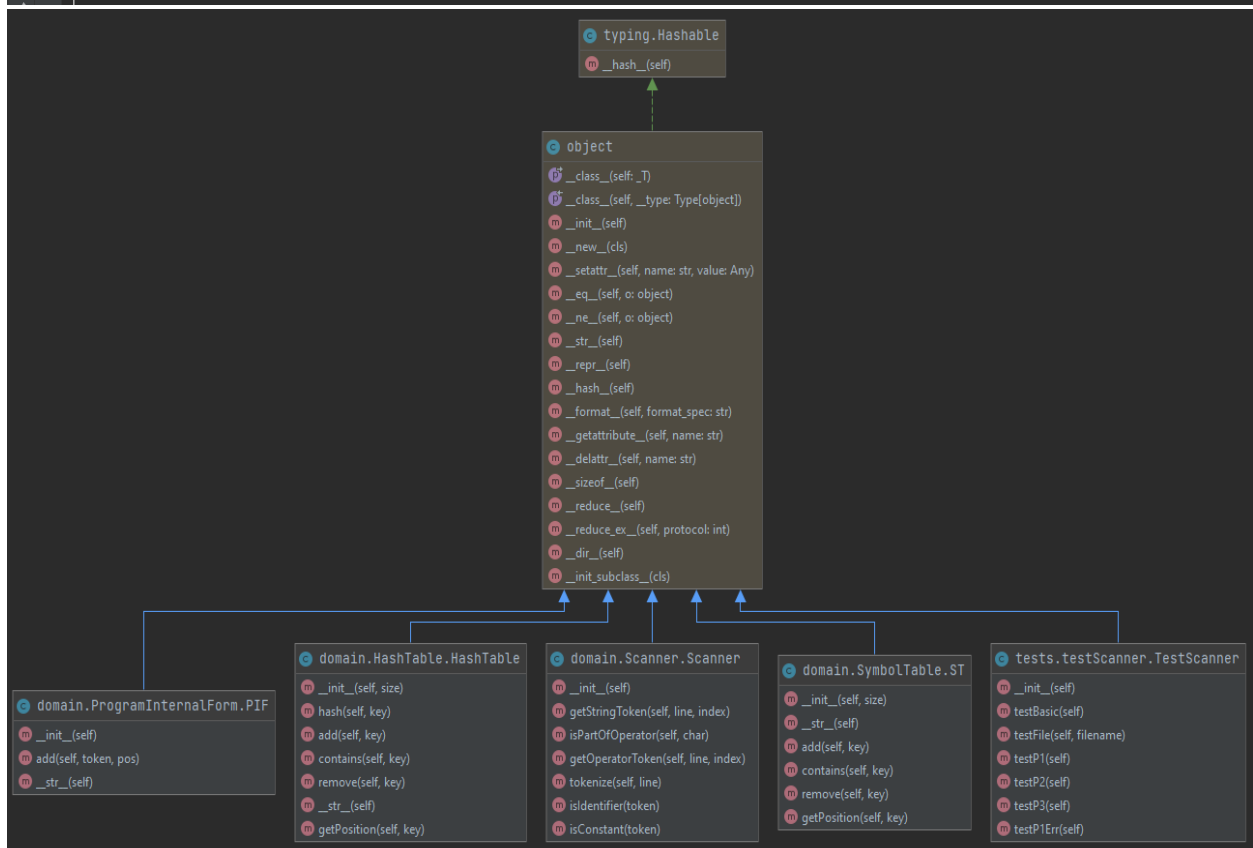 typing.Hashable
__hash__(self)
object
__class__(self: _T)
__class__(self, __type: Type[object])
__init__(self)
__new__(cls)
__setattr__(self, name: str, value: Any)
__eq__(self, o: object)
__ne__(self, o: object)
__str__(self)
__repr__(self)
__hash__(self)
__format__(self, format_spec: str)
__getattribute__(self, name: str)
__delattr__(self, name: str)
__sizeof__(self)
__reduce__(self)
__reduce_ex__(self, protocol: int)
__dir__(self)
__init_subclass__(cls)
domain.ProgramInternalForm.PIF
__init__(self)
add(self, token, pos)
__str__(self)
domain.HashTable.HashTable
__init__(self, size)
hash(self, key)
add(self, key)
contains(self, key)
remove(self, key)
__str__(self)
getPosition(self, key)
domain.Scanner.Scanner
__init__(self)
getStringToken(self, line, index)
isPartOfOperator(self, char)
getOperatorToken(self, line, index)
tokenize(self, line)
isIdentifier(token)
isConstant(token)
domain.SymbolTable.ST
__init__(self, size)
__str__(self)
add(self, key)
contains(self, key)
remove(self, key)
getPosition(self, key)
tests.testScanner.TestScanner
__init__(self)
testBasic(self)
testFile(self, filename)
testP1(self)
testP2(self)
testP3(self)
testP1Err(self)